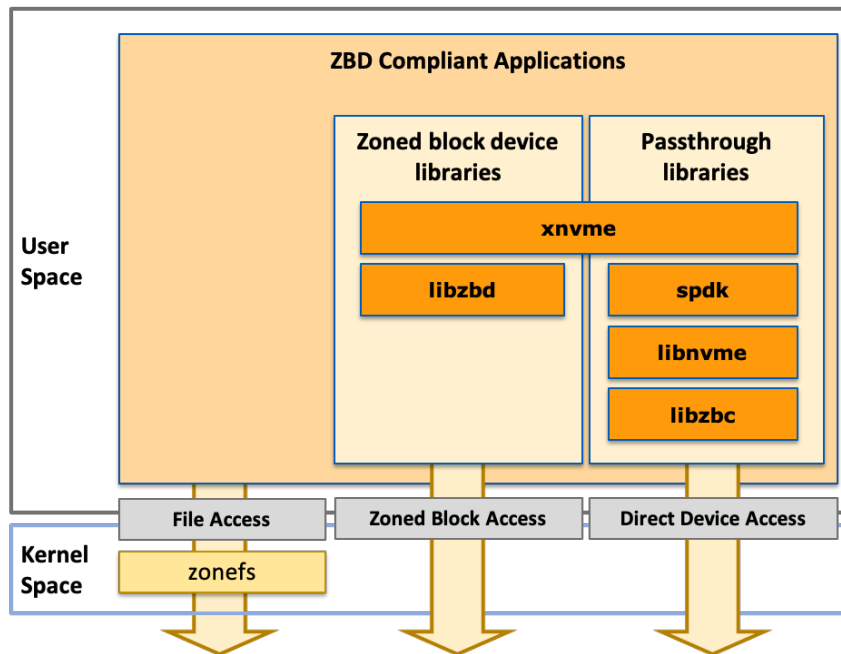 ZBD Compliant Applications
Zoned block device
libraries
Passthrough
libraries
xnvme
User
Space
libzbd
spdk
libnvme
libzbc
File Access
Zoned Block Access
Direct Device Access
Kernel
Space
zonefs